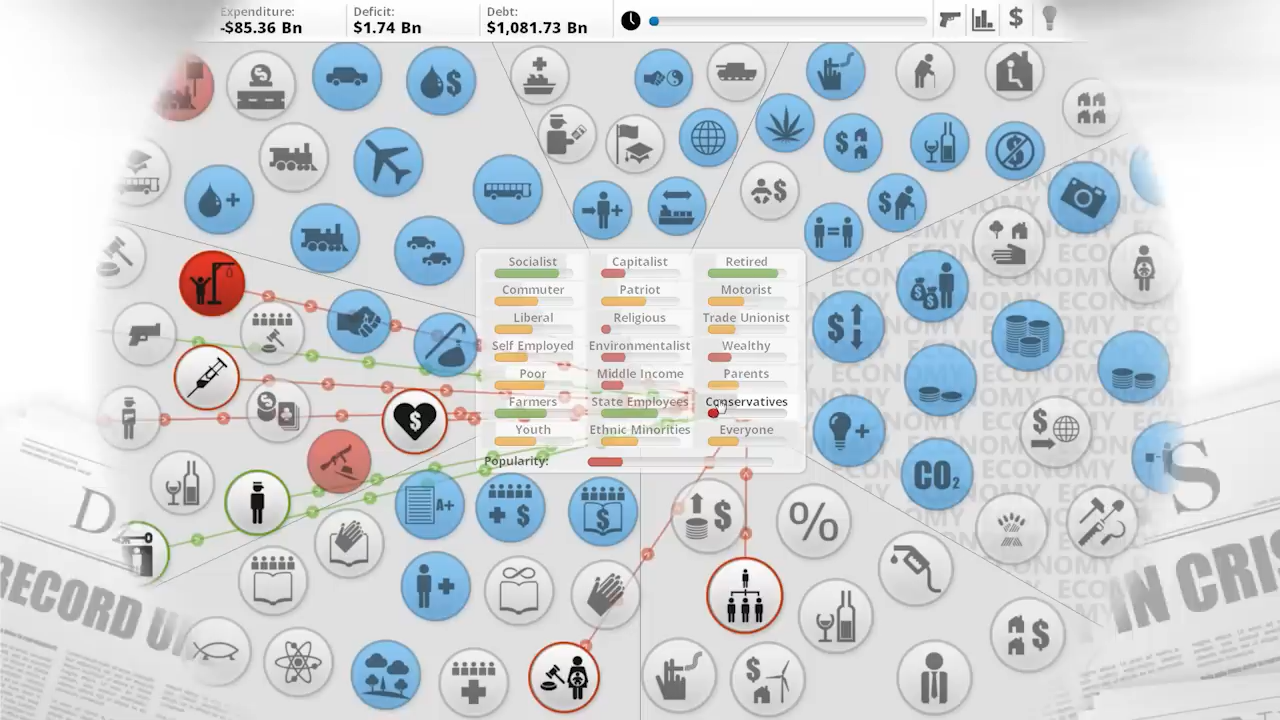 Expenditure: Deficit: Debt:
-$85.36 Bn $1.74 Bn $1,081.73 Bn
Socialist Capitalist Retired
Commuter Patriot Motorist
Liberal Religious Trade Unionist
Self Employed Environmentalist Wealthy
Poor Middle Income Parents
Farmers State Employees Conservatives
Youth Ethnic Minorities Everyone
Popularity:
A+
CO2
ECONOMY
RECORD
IN CRIS